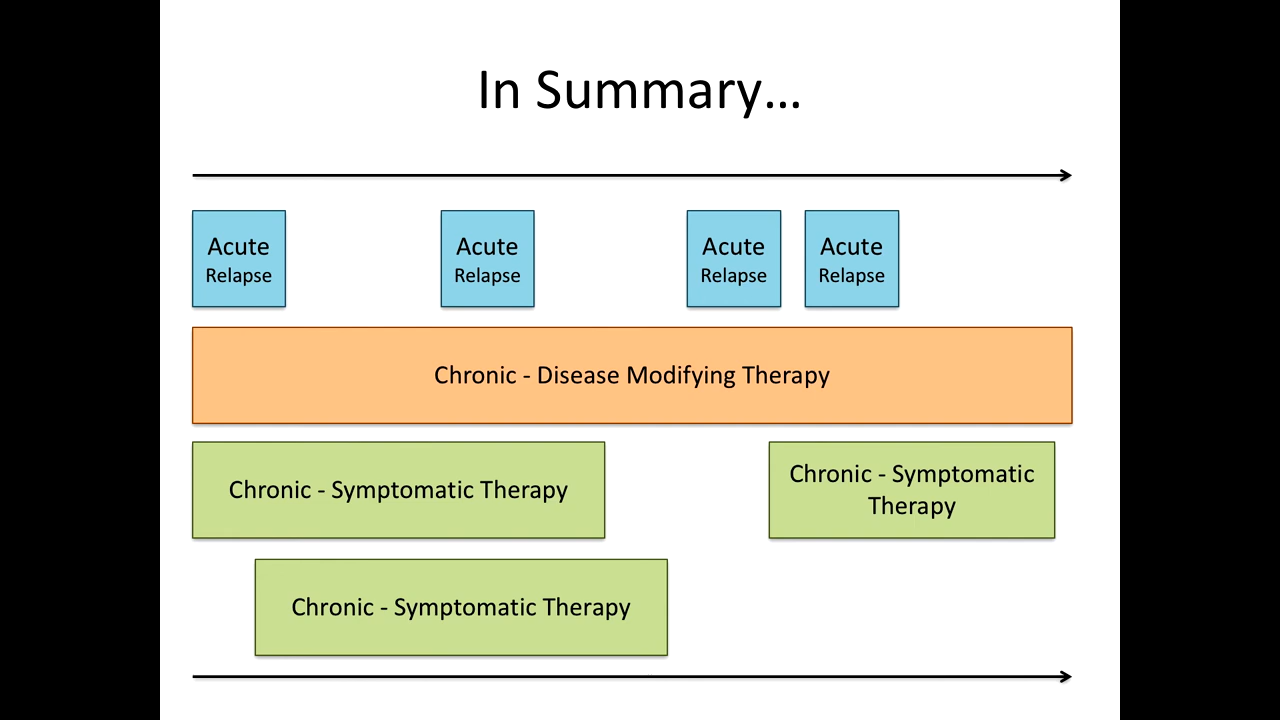 In Summary...
Acute
Relapse
Acute
Relapse
Acute
Relapse
Acute
Relapse
Chronic - Disease Modifying Therapy
Chronic - Symptomatic Therapy
Chronic - Symptomatic
Therapy
Chronic - Symptomatic Therapy